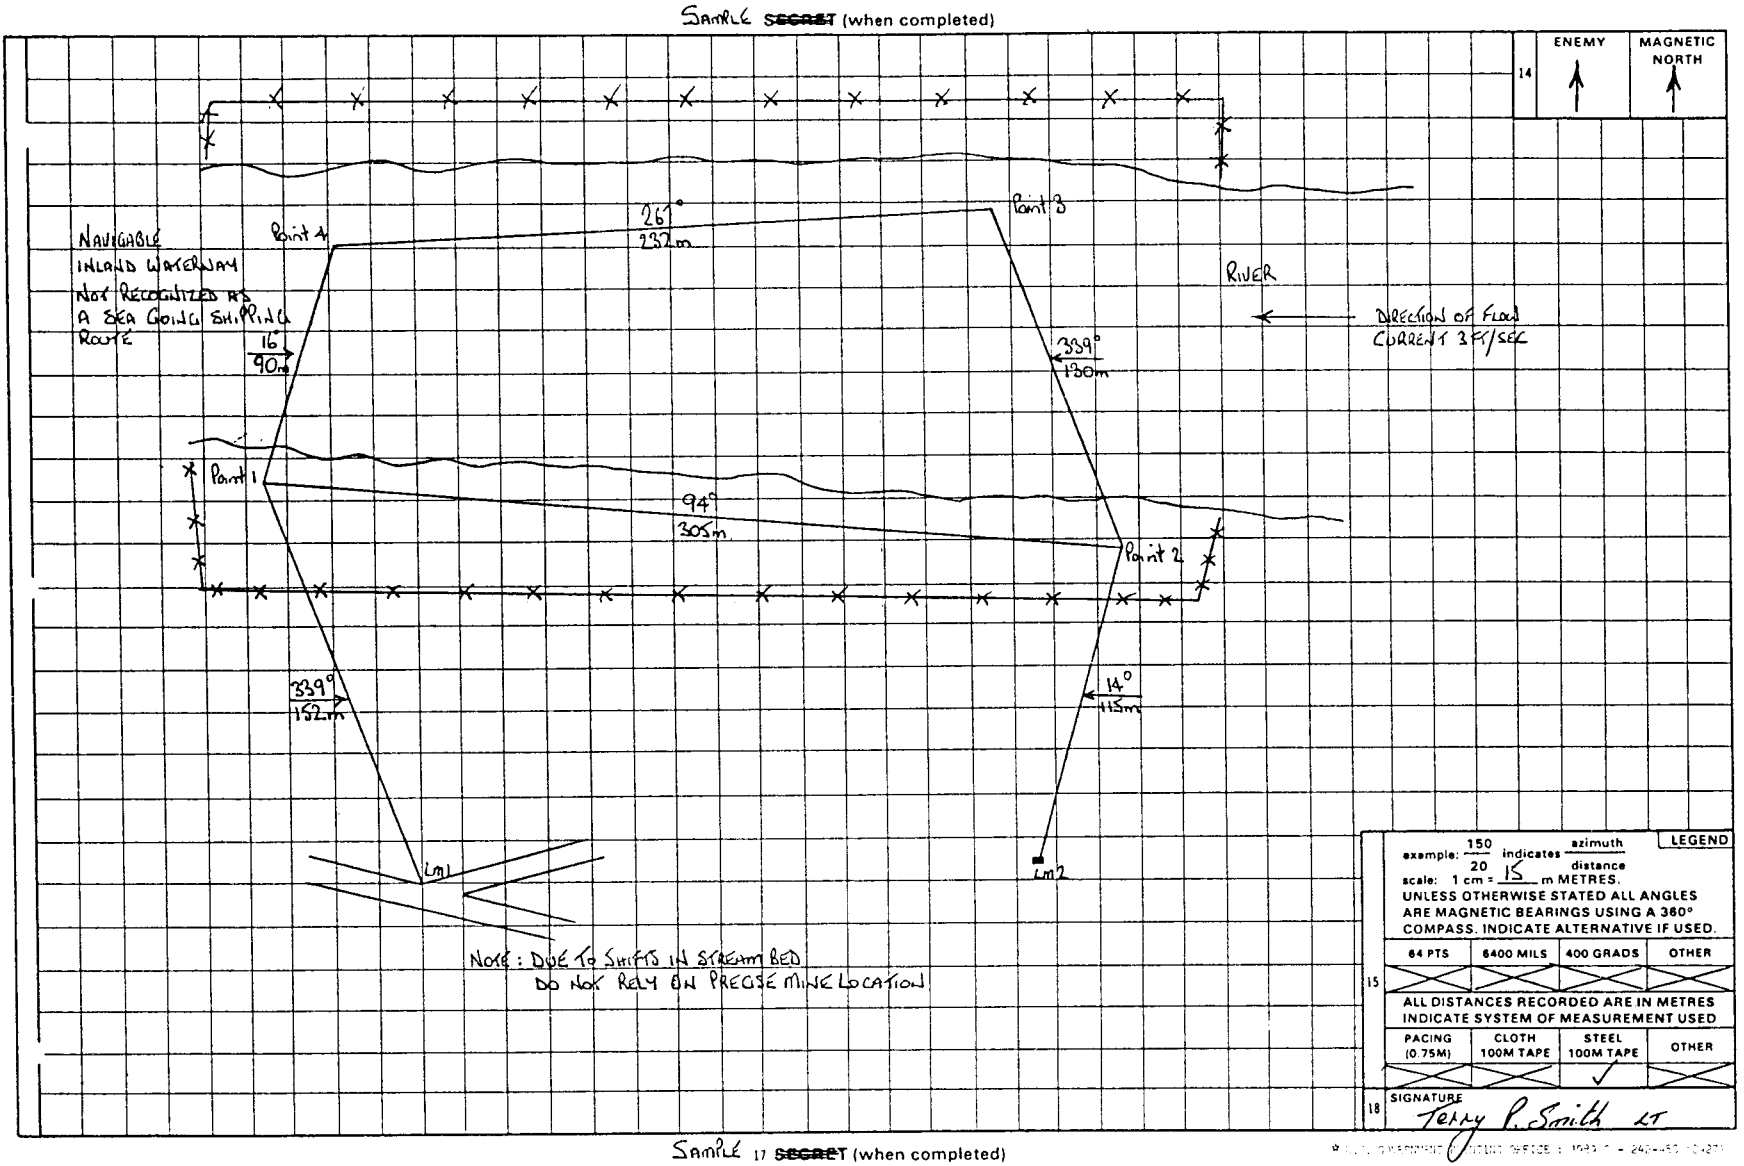 SAMPLE SECRET (when completed)
14
ENEMY
MAGNETIC
NORTH
Point 3
267°
232m
Point 4
NAVIGABLE
INLAND WATERWAY
NOT RECOGNIZED AS
A SEA GOING SHIPPING
ROUTE
RIVER
DIRECTION OF FLOW
CURRENT 3 FT/SEC
16
90m
339°
130m
Point 1
94°
305m
Point 2
339°
152m
14°
115m
LM1
LM2
NOTE: DUE TO SHIFTS IN STREAM BED
DO NOT RELY ON PRECISE MINE LOCATION
LEGEND
example: 150 indicates azimuth
20 distance
scale: 1 cm = 15 m METRES.
UNLESS OTHERWISE STATED ALL ANGLES
ARE MAGNETIC BEARINGS USING A 360°
COMPASS. INDICATE ALTERNATIVE IF USED.
64 PTS 6400 MILS 400 GRADS OTHER
15
ALL DISTANCES RECORDED ARE IN METRES
INDICATE SYSTEM OF MEASUREMENT USED
PACING CLOTH STEEL OTHER
(0.75M) 100M TAPE 100M TAPE
18
SIGNATURE
Terry P. Smith LT
SAMPLE 17 SECRET (when completed)